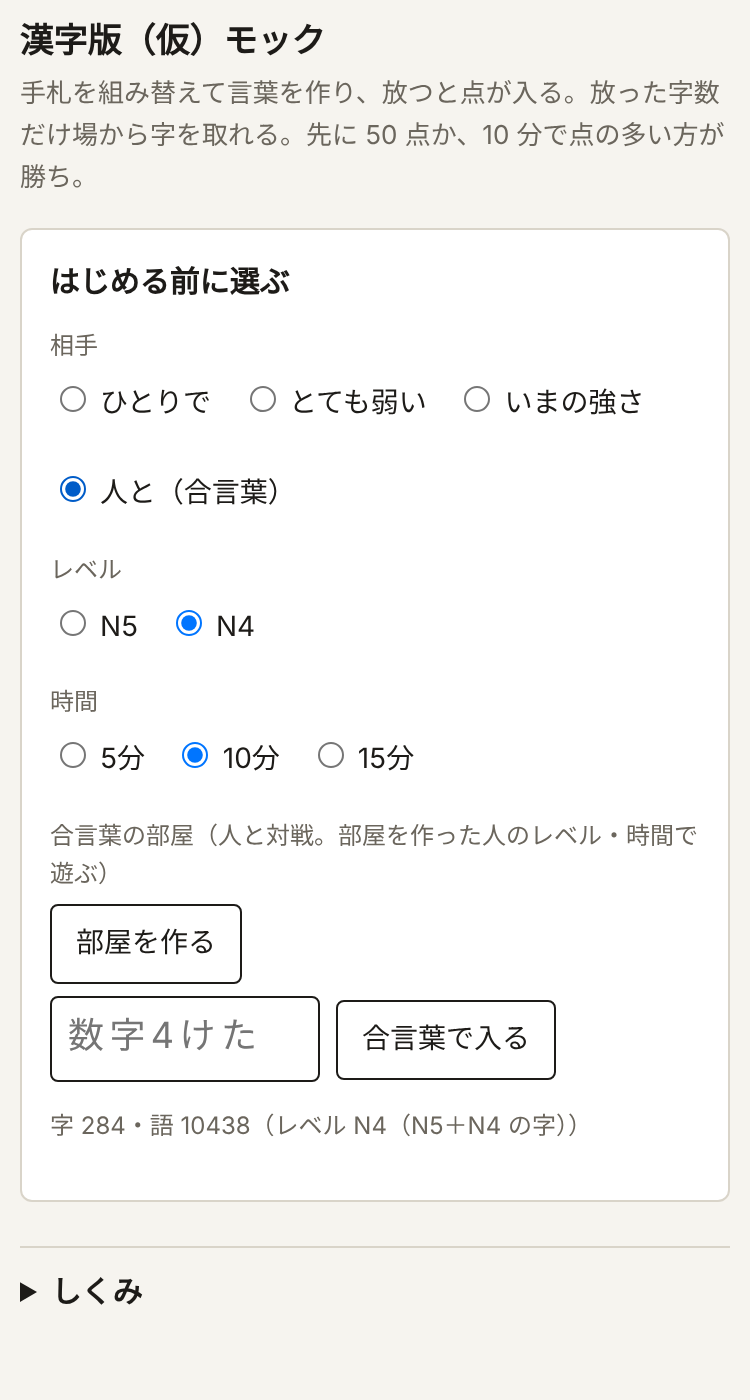 漢字版（仮）モック
手札を組み替えて言葉を作り、放つと点が入る。放った字数
だけ場から字を取れる。先に 50 点か、10 分で点の多い方が
勝ち。
はじめる前に選ぶ
相手
ひとりで とても弱い いまの強さ
人と（合言葉）
レベル
N5 N4
時間
5分 10分 15分
合言葉の部屋（人と対戦。部屋を作った人のレベル・時間で
遊ぶ）
部屋を作る
数字4けた 合言葉で入る
字 284・語 10438（レベル N4（N5＋N4 の字））
しくみ